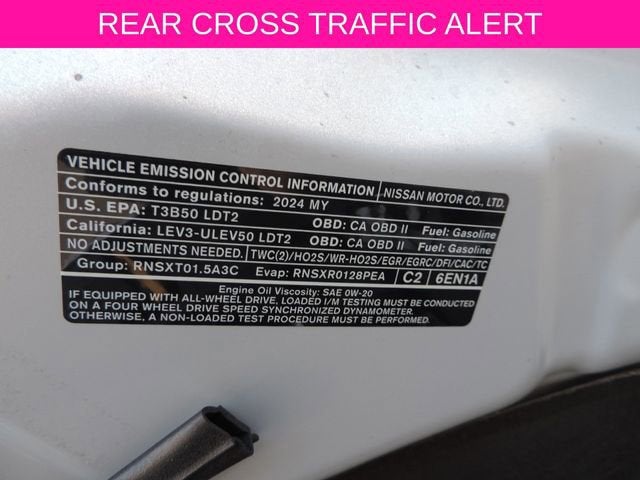 REAR CROSS TRAFFIC ALERT
VEHICLE EMISSION CONTROL INFORMATION NISSAN MOTOR CO., LTD.
Conforms to regulations: 2024 MY
U.S. EPA: T3B50 LDT2 OBD: CA OBD II Fuel: Gasoline
California: LEV3-ULEV50 LDT2 OBD: CA OBD II Fuel: Gasoline
NO ADJUSTMENTS NEEDED. TWC(2)/HO2S/WR-HO2S/EGR/EGRC/DFI/CAC/TC
Group: RNSXT01.5A3C Evap: RNSXR0128PEA C2 6EN1A
Engine Oil Viscosity: SAE 0W-20
IF EQUIPPED WITH ALL-WHEEL DRIVE, LOADED I/M TESTING MUST BE CONDUCTED
ON A FOUR WHEEL DRIVE SPEED SYNCHRONIZED DYNAMOMETER.
OTHERWISE, A NON-LOADED TEST PROCEDURE MUST BE PERFORMED.